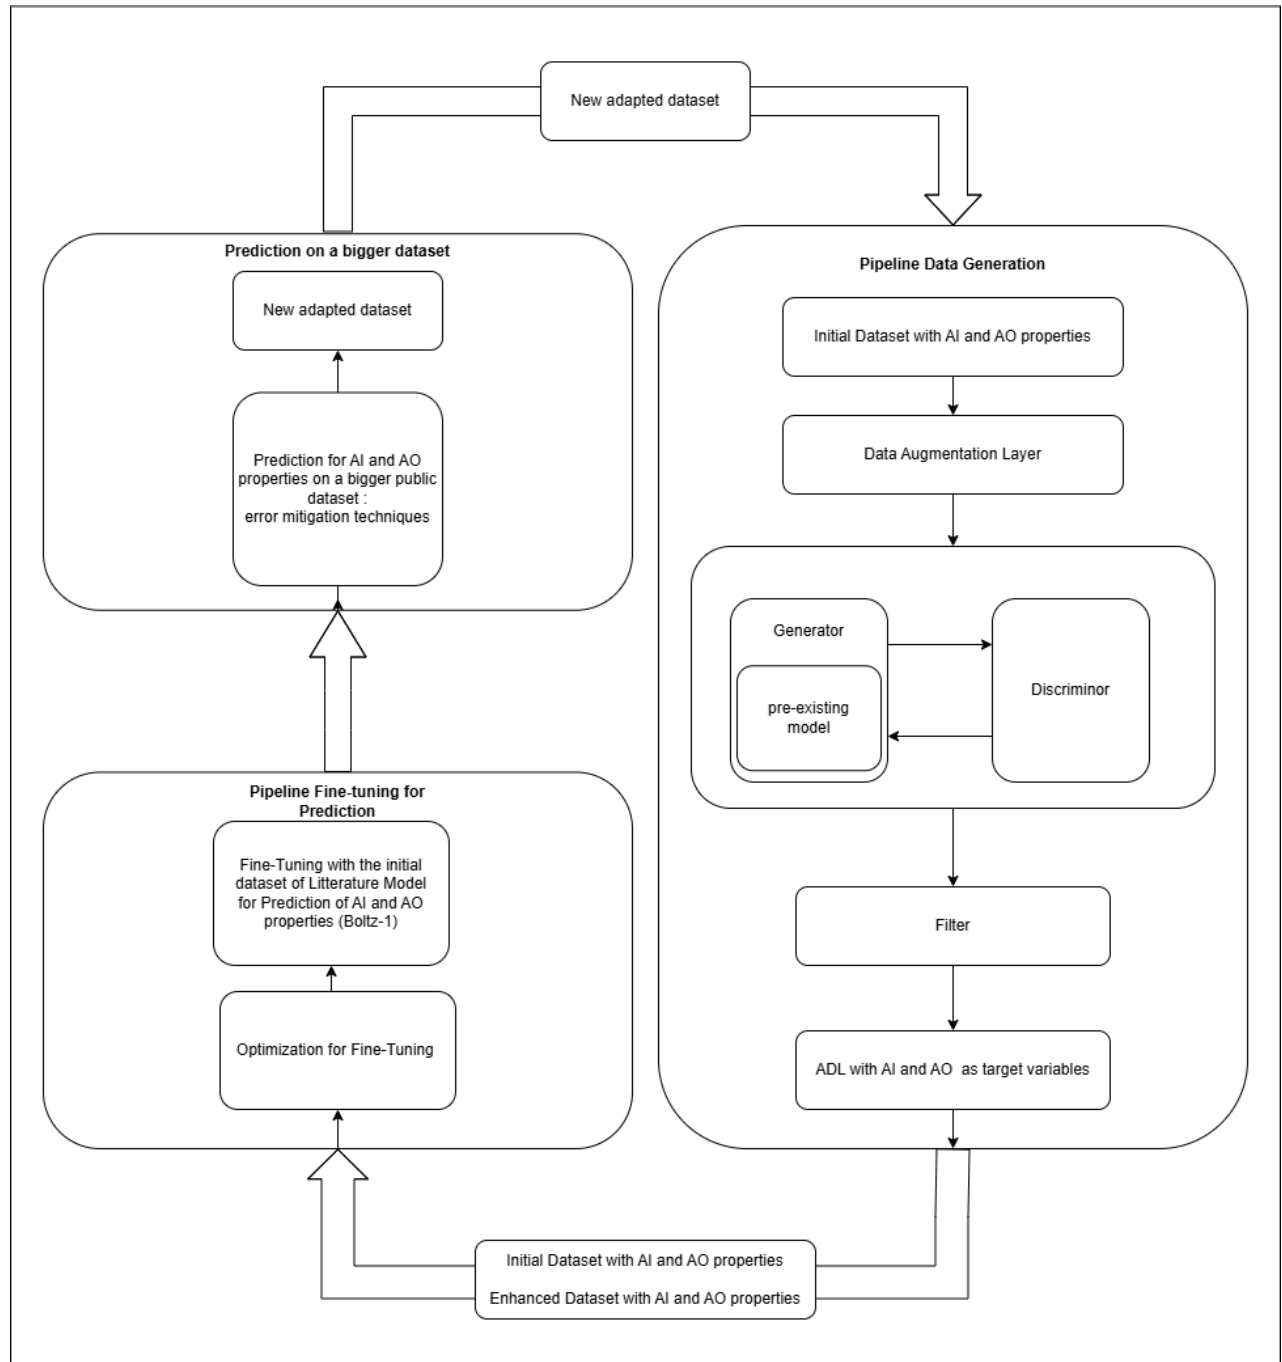 New adapted dataset
Prediction on a bigger dataset
New adapted dataset
Prediction for AI and AO
properties on a bigger public
dataset :
error mitigation techniques
Pipeline Fine-tuning for
Prediction
Fine-Tuning with the initial
dataset of Litterature Model
for Prediction of AI and AO
properties (Boltz-1)
Optimization for Fine-Tuning
Pipeline Data Generation
Initial Dataset with AI and AO properties
Data Augmentation Layer
Generator
pre-existing
model
Discriminor
Filter
ADL with AI and AO  as target variables
Initial Dataset with AI and AO properties
Enhanced Dataset with AI and AO properties